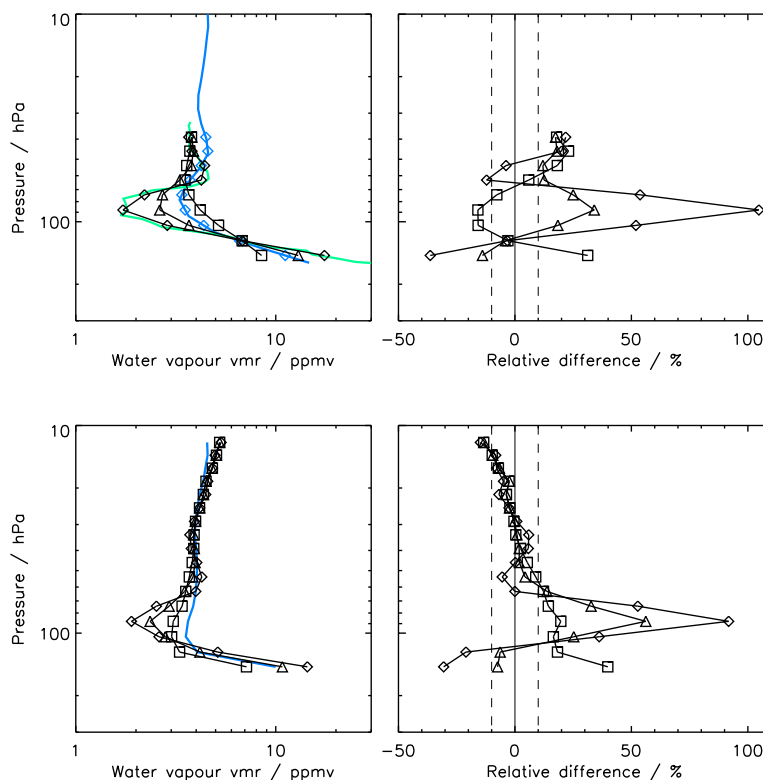 10
100
Pressure / hPa
1
10
Water vapour vmr / ppmv
-50
0
50
100
Relative difference / %
10
100
Pressure / hPa
1
10
Water vapour vmr / ppmv
-50
0
50
100
Relative difference / %